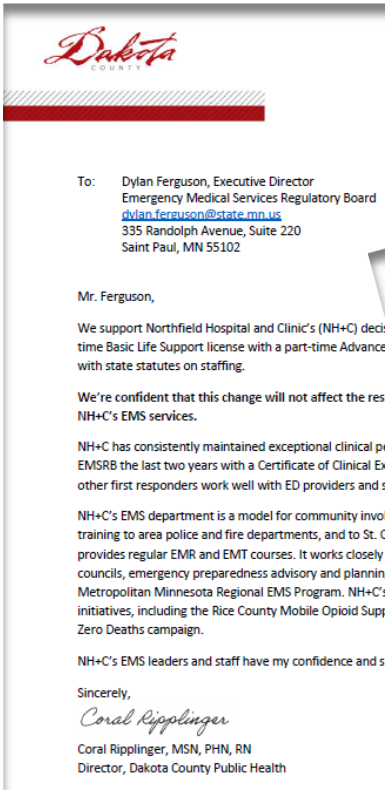 Dakota
COUNTY
To: Dylan Ferguson, Executive Director
Emergency Medical Services Regulatory Board
dylan.ferguson@state.mn.us
335 Randolph Avenue, Suite 220
Saint Paul, MN 55102
Mr. Ferguson,
We support Northfield Hospital and Clinic's (NH+C) decis
time Basic Life Support license with a part-time Advance
with state statutes on staffing.
We're confident that this change will not affect the res
NH+C's EMS services.
NH+C has consistently maintained exceptional clinical pe
EMSRB the last two years with a Certificate of Clinical Ex
other first responders work well with ED providers and s
NH+C's EMS department is a model for community invo
training to area police and fire departments, and to St. O
provides regular EMR and EMT courses. It works closely
councils, emergency preparedness advisory and plannin
Metropolitan Minnesota Regional EMS Program. NH+C's
initiatives, including the Rice County Mobile Opioid Supp
Zero Deaths campaign.
NH+C's EMS leaders and staff have my confidence and s
Sincerely,
Coral Ripplinger
Coral Ripplinger, MSN, PHN, RN
Director, Dakota County Public Health